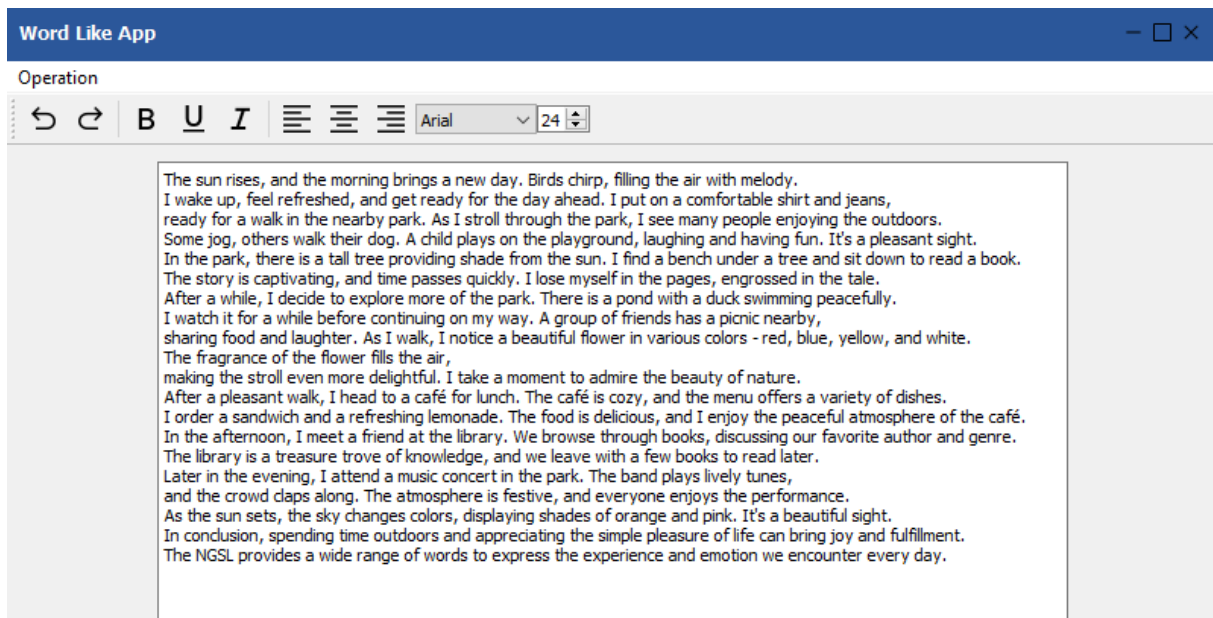 Word Like App
Operation
B U I Arial 24
The sun rises, and the morning brings a new day. Birds chirp, filling the air with melody.
I wake up, feel refreshed, and get ready for the day ahead. I put on a comfortable shirt and jeans,
ready for a walk in the nearby park. As I stroll through the park, I see many people enjoying the outdoors.
Some jog, others walk their dog. A child plays on the playground, laughing and having fun. It's a pleasant sight.
In the park, there is a tall tree providing shade from the sun. I find a bench under a tree and sit down to read a book.
The story is captivating, and time passes quickly. I lose myself in the pages, engrossed in the tale.
After a while, I decide to explore more of the park. There is a pond with a duck swimming peacefully.
I watch it for a while before continuing on my way. A group of friends has a picnic nearby,
sharing food and laughter. As I walk, I notice a beautiful flower in various colors - red, blue, yellow, and white.
The fragrance of the flower fills the air,
making the stroll even more delightful. I take a moment to admire the beauty of nature.
After a pleasant walk, I head to a café for lunch. The café is cozy, and the menu offers a variety of dishes.
I order a sandwich and a refreshing lemonade. The food is delicious, and I enjoy the peaceful atmosphere of the café.
In the afternoon, I meet a friend at the library. We browse through books, discussing our favorite author and genre.
The library is a treasure trove of knowledge, and we leave with a few books to read later.
Later in the evening, I attend a music concert in the park. The band plays lively tunes,
and the crowd claps along. The atmosphere is festive, and everyone enjoys the performance.
As the sun sets, the sky changes colors, displaying shades of orange and pink. It's a beautiful sight.
In conclusion, spending time outdoors and appreciating the simple pleasure of life can bring joy and fulfillment.
The NGSL provides a wide range of words to express the experience and emotion we encounter every day.